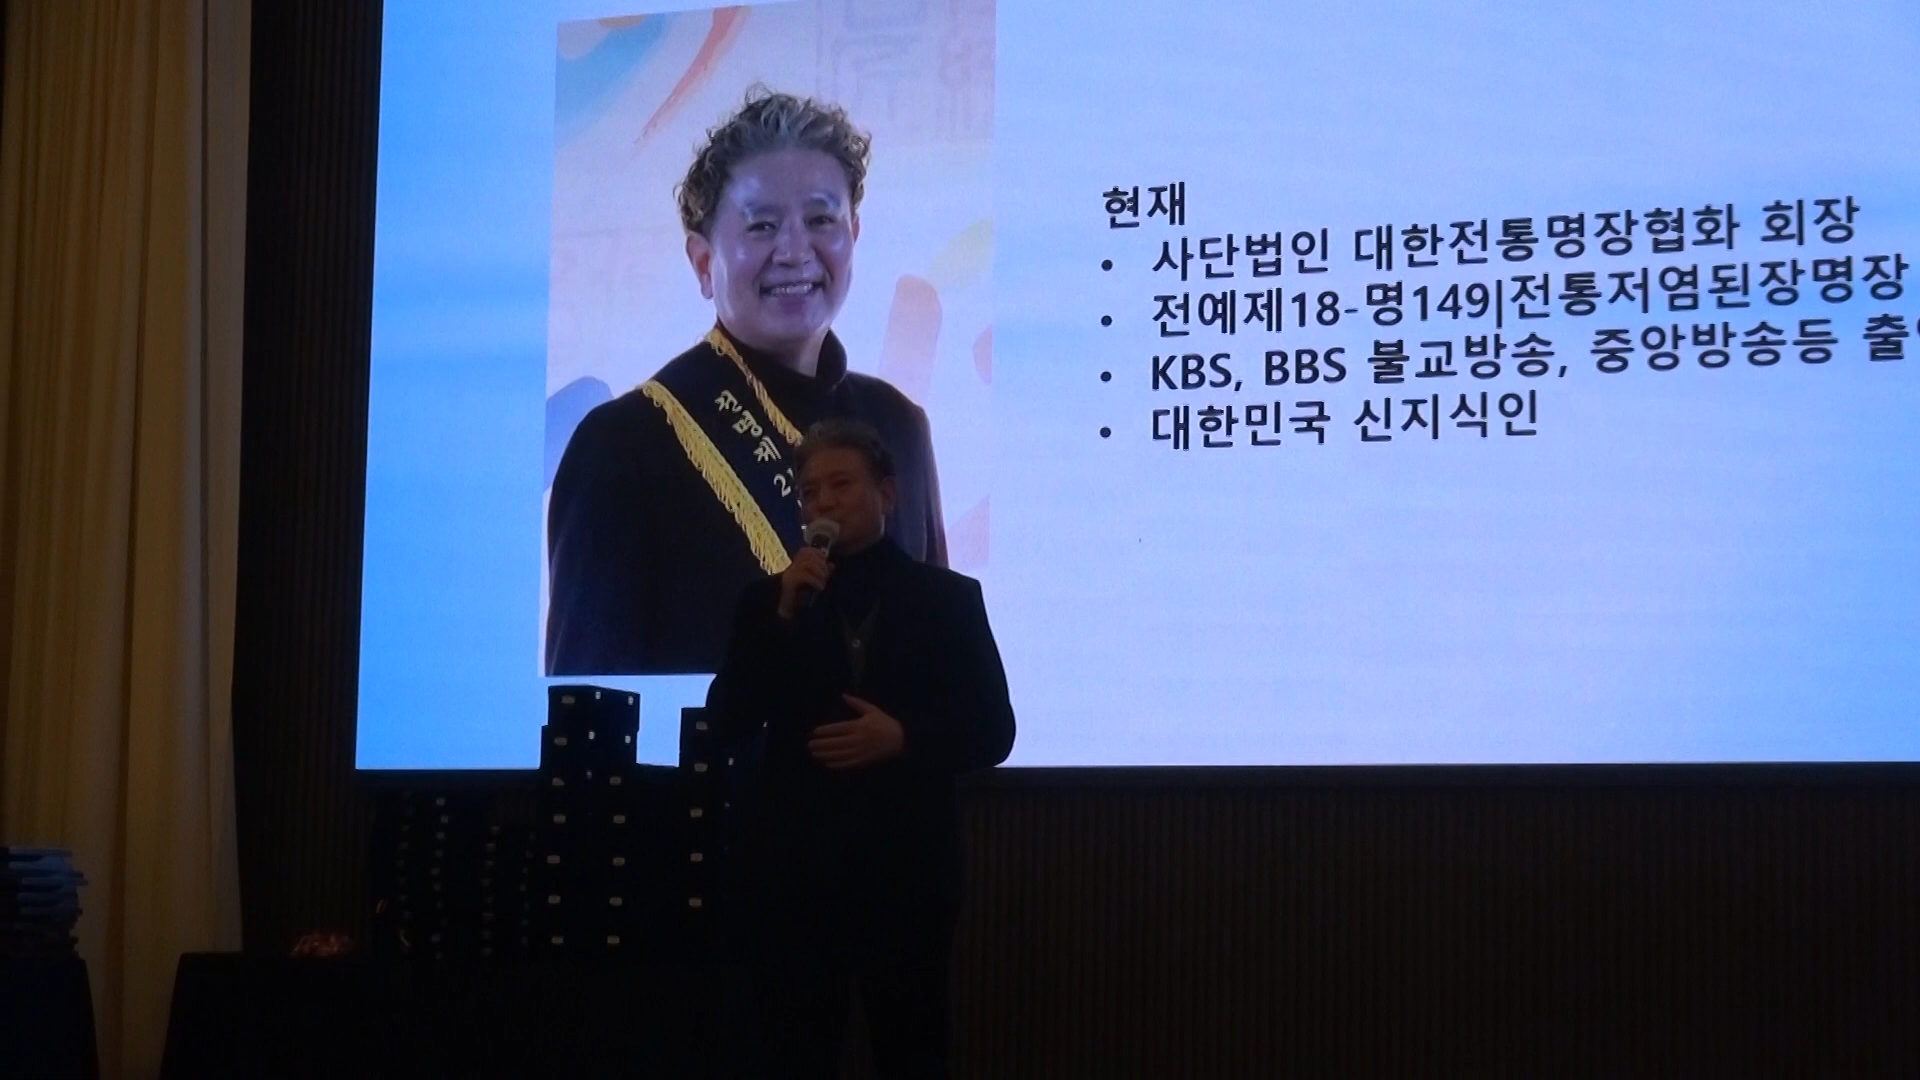 현재
• 사단법인 대한전통명장협화 회장
• 전예제18-명149|전통저염된장명장
• KBS, BBS 불교방송, 중앙방송등
• 대한민국 신지식인